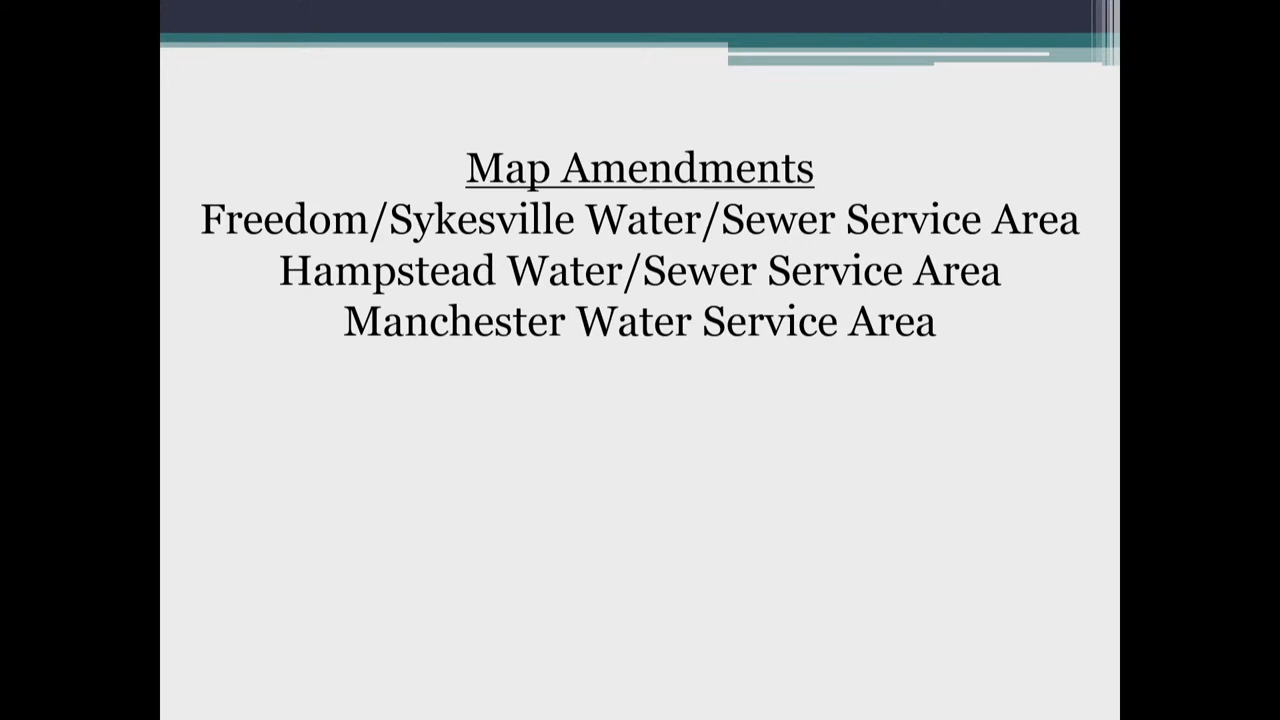 Map Amendments
Freedom/Sykesville Water/Sewer Service Area
Hampstead Water/Sewer Service Area
Manchester Water Service Area